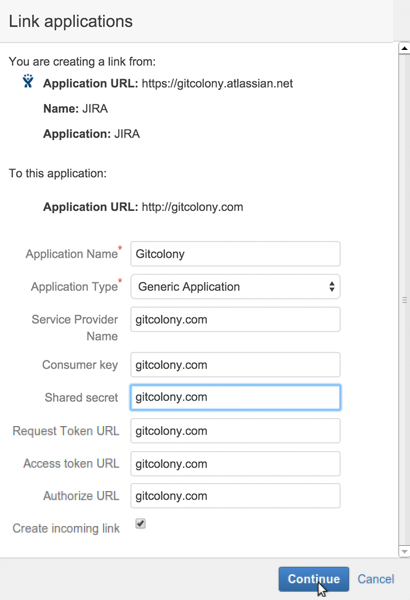 Link applications
You are creating a link from:
Application URL: https://gitcolony.atlassian.net
Name: JIRA
Application: JIRA
To this application:
Application URL: http://gitcolony.com
Application Name* Gitcolony
Application Type* Generic Application
Service Provider gitcolony.com
Name
Consumer key gitcolony.com
Shared secret gitcolony.com
Request Token URL gitcolony.com
Access token URL gitcolony.com
Authorize URL gitcolony.com
Create incoming link
Continue Cancel